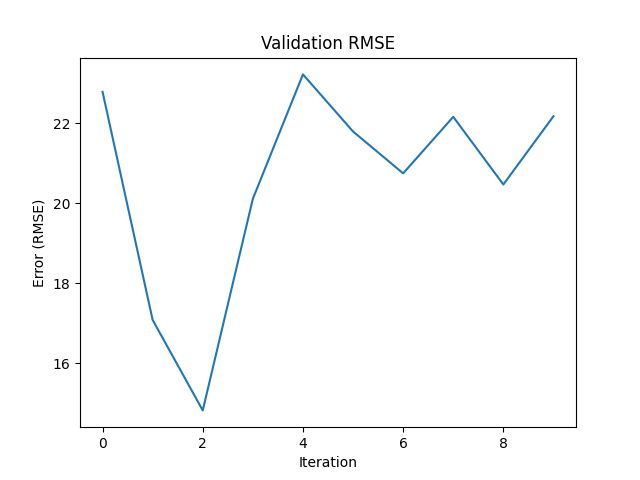 Validation RMSE
Error (RMSE)
22
20
18
16
0 2 4 6 8
Iteration